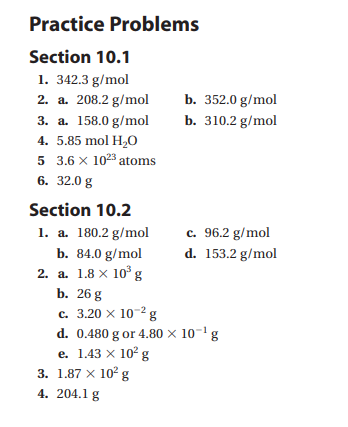 Practice Problems
Section 10.1
1. 342.3 g/mol
2. a. 208.2 g/mol b. 352.0 g/mol
3. a. 158.0 g/mol b. 310.2 g/mol
4. 5.85 mol H₂O
5 3.6 × 10²³ atoms
6. 32.0 g
Section 10.2
1. a. 180.2 g/mol c. 96.2 g/mol
b. 84.0 g/mol d. 153.2 g/mol
2. a. 1.8 × 10³ g
b. 26 g
c. 3.20 × 10⁻² g
d. 0.480 g or 4.80 × 10⁻¹ g
e. 1.43 × 10² g
3. 1.87 × 10² g
4. 204.1 g